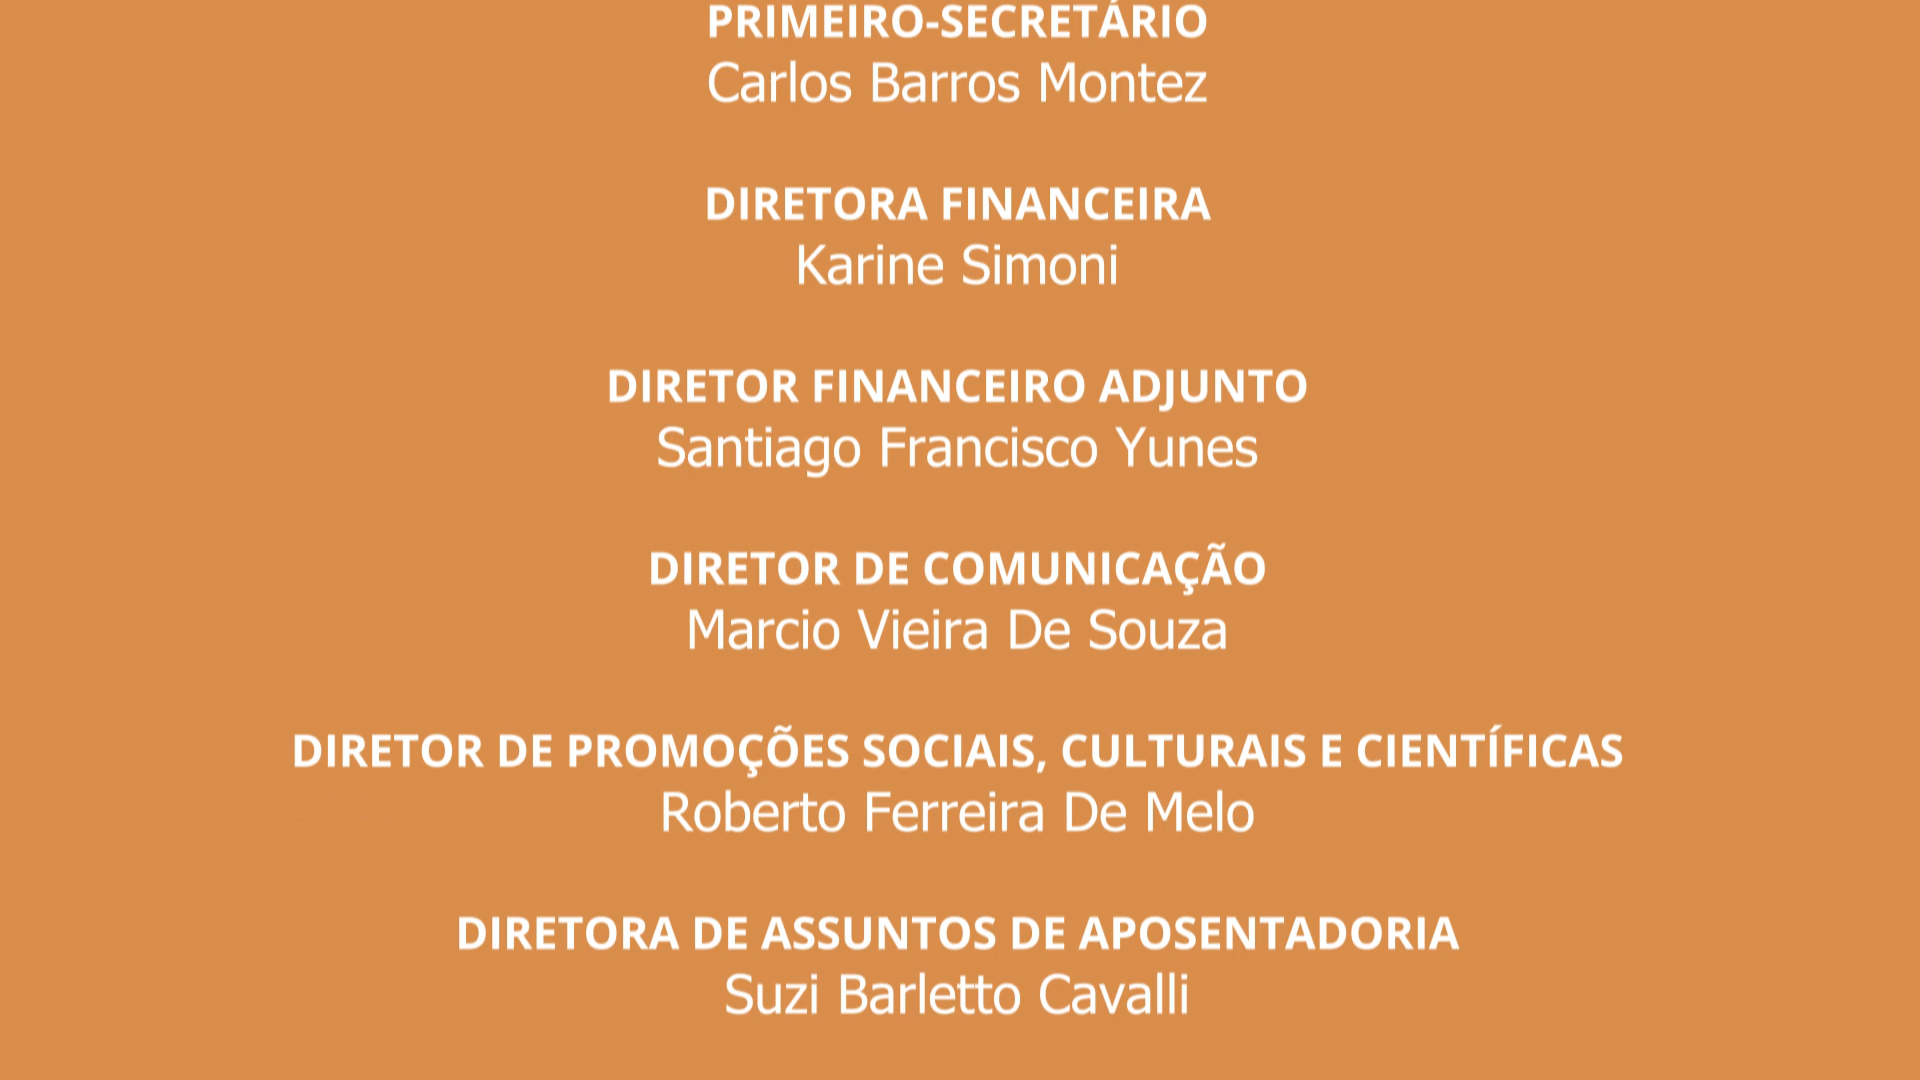 PRIMEIRO-SECRETÁRIO
Carlos Barros Montez
DIRETORA FINANCEIRA
Karine Simoni
DIRETOR FINANCEIRO ADJUNTO
Santiago Francisco Yunes
DIRETOR DE COMUNICAÇÃO
Marcio Vieira De Souza
DIRETOR DE PROMOÇÕES SOCIAIS, CULTURAIS E CIENTÍFICAS
Roberto Ferreira De Melo
DIRETORA DE ASSUNTOS DE APOSENTADORIA
Suzi Barletto Cavalli